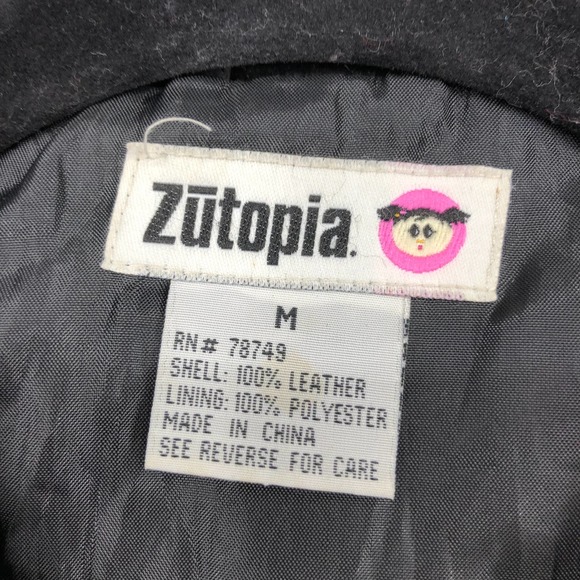 Zūtopia.
M
RN# 78749
SHELL: 100% LEATHER
LINING: 100% POLYESTER
MADE IN CHINA
SEE REVERSE FOR CARE